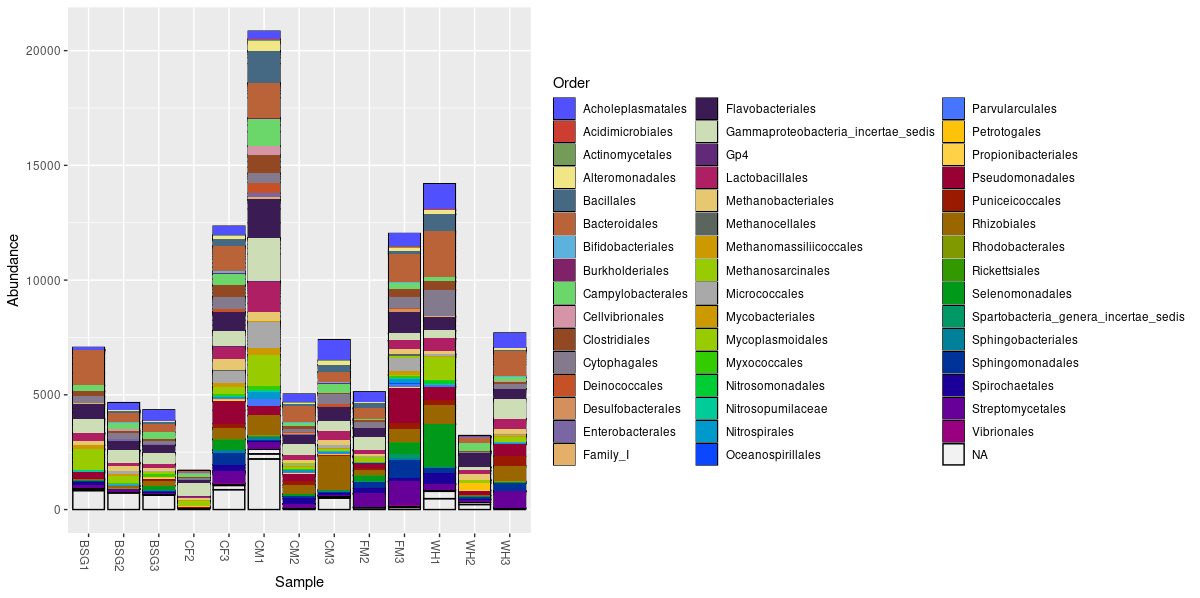 Abundance
20000
15000
10000
5000
0
BSG1
BSG2
BSG3
CF2
CF3
CM1
CM2
CM3
FM2
FM3
WH1
WH2
WH3
Sample
Order
Acholeplasmatales
Acidimicrobiales
Actinomycetales
Alteromonadales
Bacillales
Bacteroidales
Bifidobacteriales
Burkholderiales
Campylobacterales
Cellvibrionales
Clostridiales
Cytophagales
Deinococcales
Desulfobacterales
Enterobacterales
Family_I
Flavobacteriales
Gammaproteobacteria_incertae_sedis
Gp4
Lactobacillales
Methanobacteriales
Methanocellales
Methanomassiliicoccales
Methanosarcinales
Micrococcales
Mycobacteriales
Mycoplasmoidales
Myxococcales
Nitrosomonadales
Nitrosopumilaceae
Nitrospirales
Oceanospirillales
Parvularculales
Petrotogales
Propionibacteriales
Pseudomonadales
Puniceicoccales
Rhizobiales
Rhodobacterales
Rickettsiales
Selenomonadales
Spartobacteria_genera_incertae_sedis
Sphingobacteriales
Sphingomonadales
Spirochaetales
Streptomycetales
Vibrionales
NA